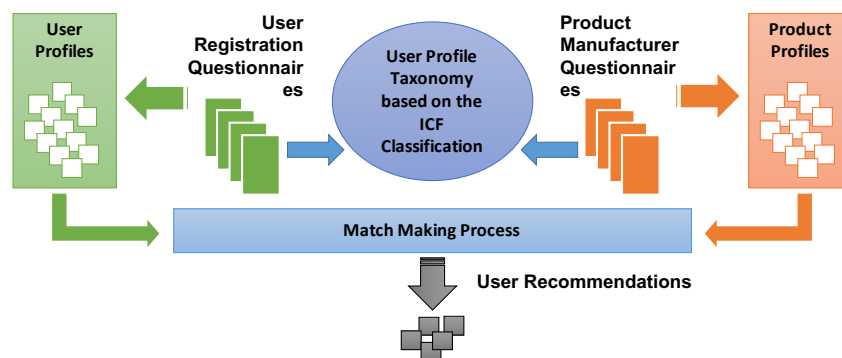 User
Profiles
User
Registration
Questionnair
es
User Profile
Taxonomy
based on the
ICF
Classification
Product
Manufacturer
Questionnair
es
Product
Profiles
Match Making Process
User Recommendations